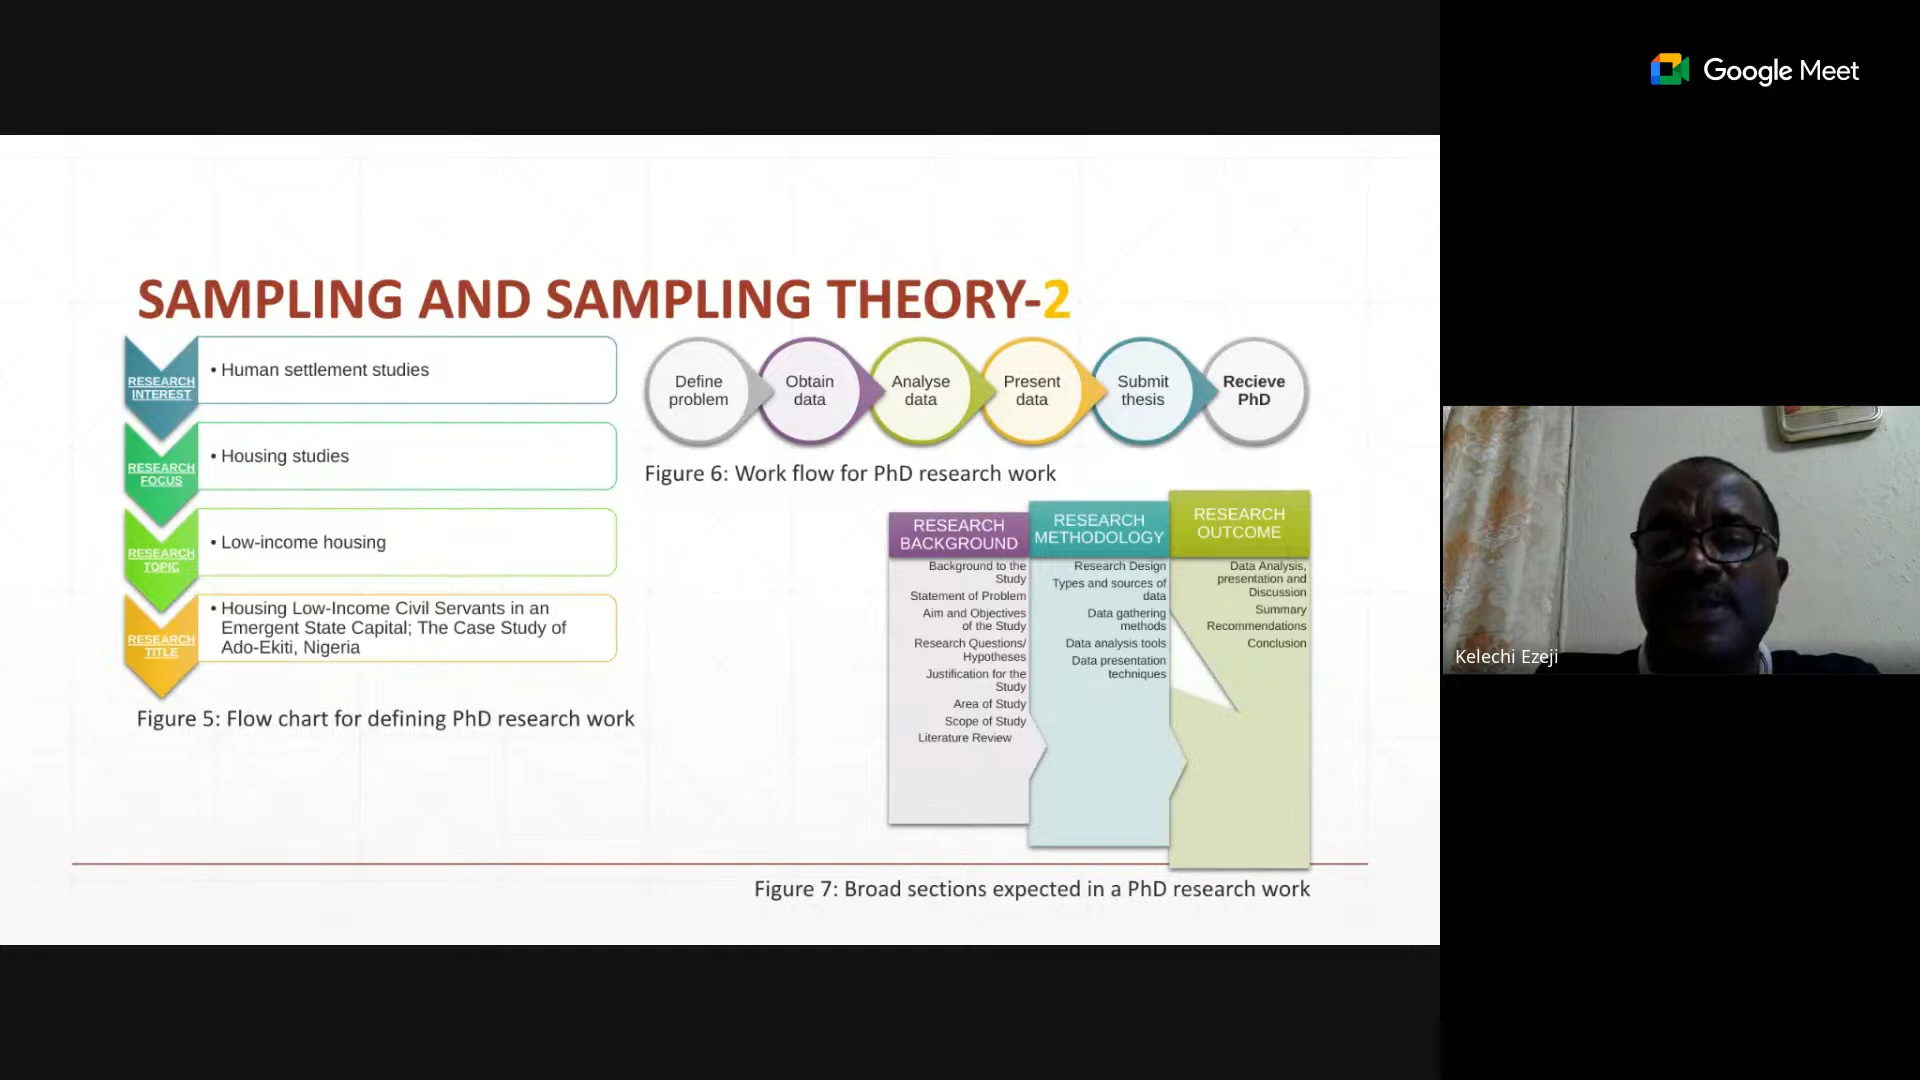 Google Meet
SAMPLING AND SAMPLING THEORY-2
RESEARCH
INTEREST
• Human settlement studies
RESEARCH
FOCUS
• Housing studies
RESEARCH
TOPIC
• Low-income housing
RESEARCH
TITLE
• Housing Low-Income Civil Servants in an
Emergent State Capital; The Case Study of
Ado-Ekiti, Nigeria
Figure 5: Flow chart for defining PhD research work
Define
problem
Obtain
data
Analyse
data
Present
data
Submit
thesis
Recieve
PhD
Figure 6: Work flow for PhD research work
RESEARCH
BACKGROUND
Background to the
Study
Statement of Problem
Aim and Objectives
of the Study
Research Questions/
Hypotheses
Justification for the
Study
Area of Study
Scope of Study
Literature Review
RESEARCH
METHODOLOGY
Research Design
Types and sources of
data
Data gathering
methods
Data analysis tools
Data presentation
techniques
RESEARCH
OUTCOME
Data Analysis,
presentation and
Discussion
Summary
Recommendations
Conclusion
Figure 7: Broad sections expected in a PhD research work
Kelechi Ezeji